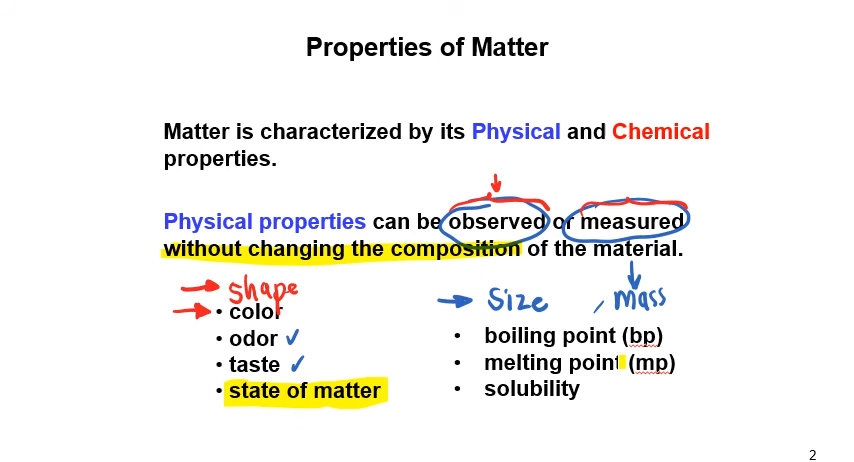 Properties of Matter
Matter is characterized by its Physical and Chemical
properties.
Physical properties can be observed or measured
without changing the composition of the material.
→ shape
→ • color
• odor ✓
• taste ✓
• state of matter
→ size , mass
• boiling point (bp)
• melting point (mp)
• solubility
2